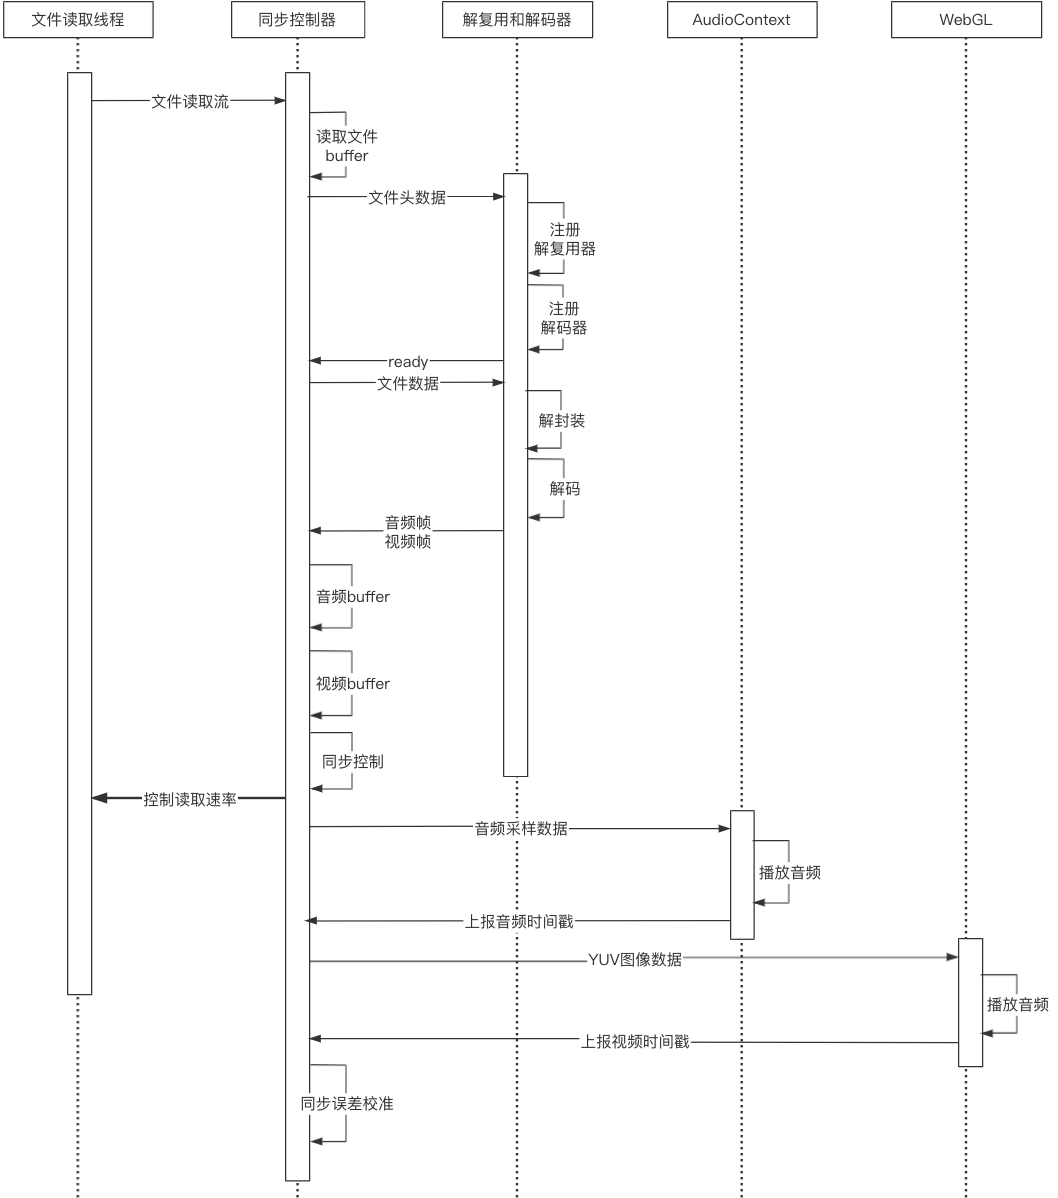 文件读取线程
同步控制器
解复用和解码器
AudioContext
WebGL
文件读取流
读取文件
buffer
文件头数据
注册
解复用器
注册
解码器
ready
文件数据
解封装
解码
音频帧
视频帧
音频buffer
视频buffer
同步控制
控制读取速率
音频采样数据
播放音频
上报音频时间戳
YUV图像数据
播放音频
上报视频时间戳
同步误差校准